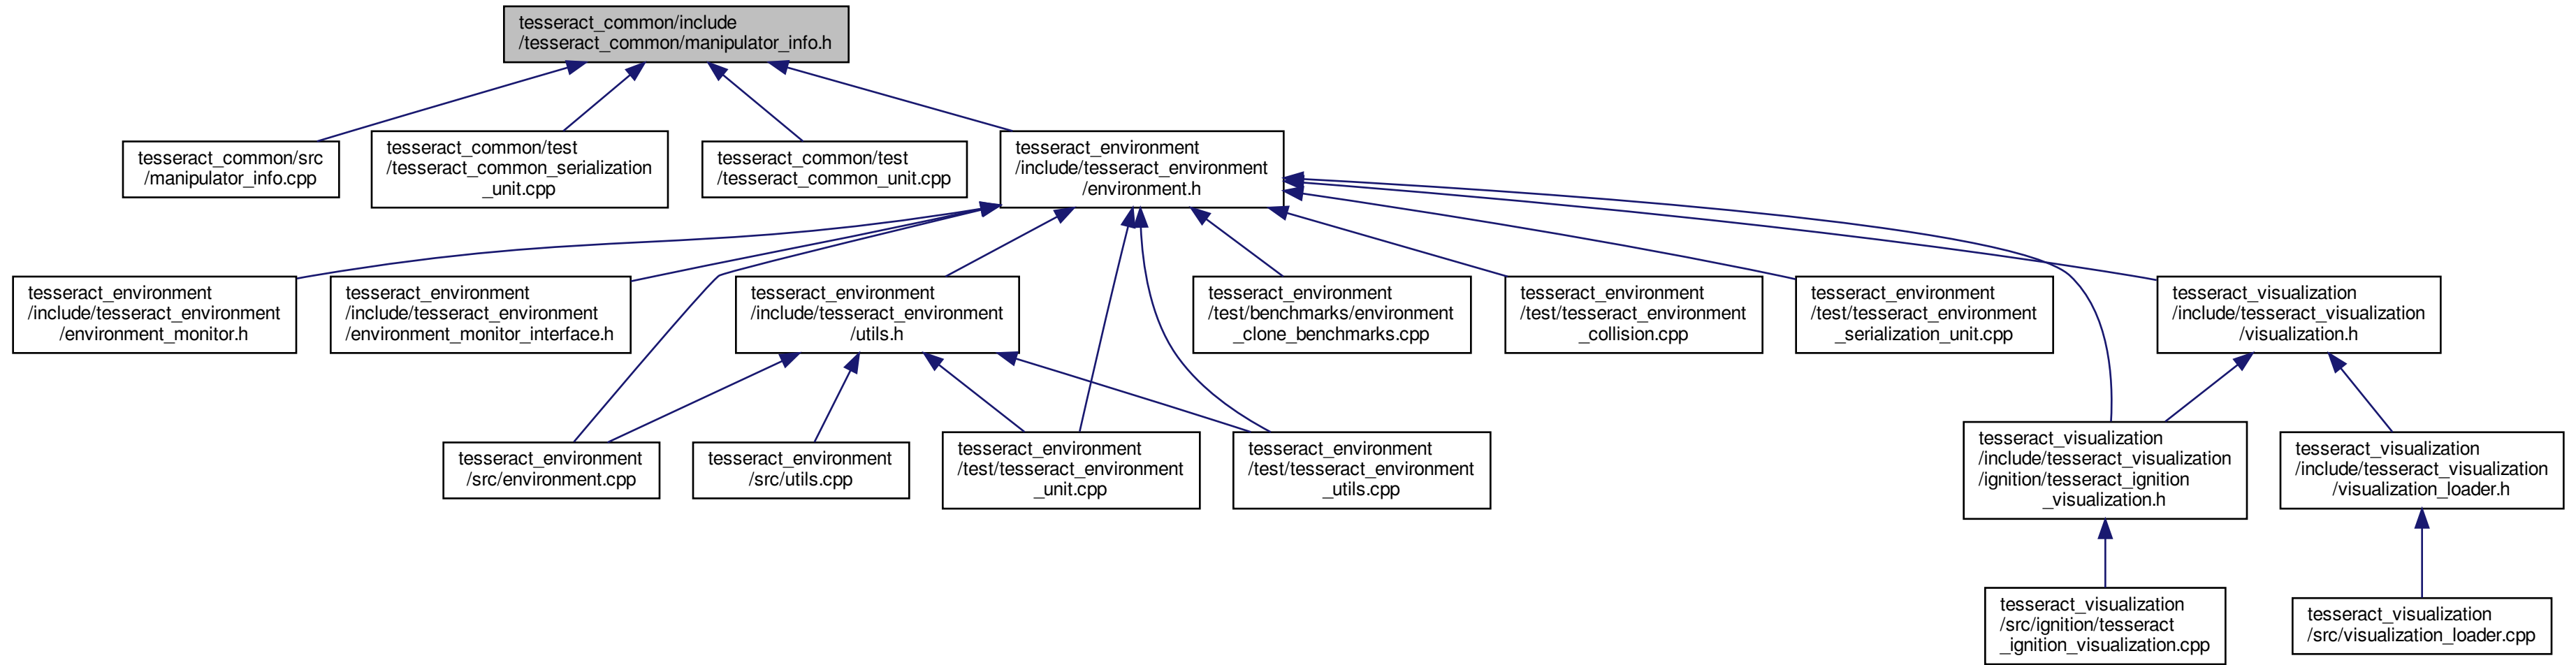 tesseract_common/include
/tesseract_common/manipulator_info.h
tesseract_common/src
/manipulator_info.cpp
tesseract_common/test
/tesseract_common_serialization
_unit.cpp
tesseract_common/test
/tesseract_common_unit.cpp
tesseract_environment
/include/tesseract_environment
/environment.h
tesseract_environment
/include/tesseract_environment
/environment_monitor.h
tesseract_environment
/include/tesseract_environment
/environment_monitor_interface.h
tesseract_environment
/include/tesseract_environment
/utils.h
tesseract_environment
/test/benchmarks/environment
_clone_benchmarks.cpp
tesseract_environment
/test/tesseract_environment
_collision.cpp
tesseract_environment
/test/tesseract_environment
_serialization_unit.cpp
tesseract_visualization
/include/tesseract_visualization
/visualization.h
tesseract_environment
/src/environment.cpp
tesseract_environment
/src/utils.cpp
tesseract_environment
/test/tesseract_environment
_unit.cpp
tesseract_environment
/test/tesseract_environment
_utils.cpp
tesseract_visualization
/include/tesseract_visualization
/ignition/tesseract_ignition
_visualization.h
tesseract_visualization
/include/tesseract_visualization
/visualization_loader.h
tesseract_visualization
/src/ignition/tesseract
_ignition_visualization.cpp
tesseract_visualization
/src/visualization_loader.cpp